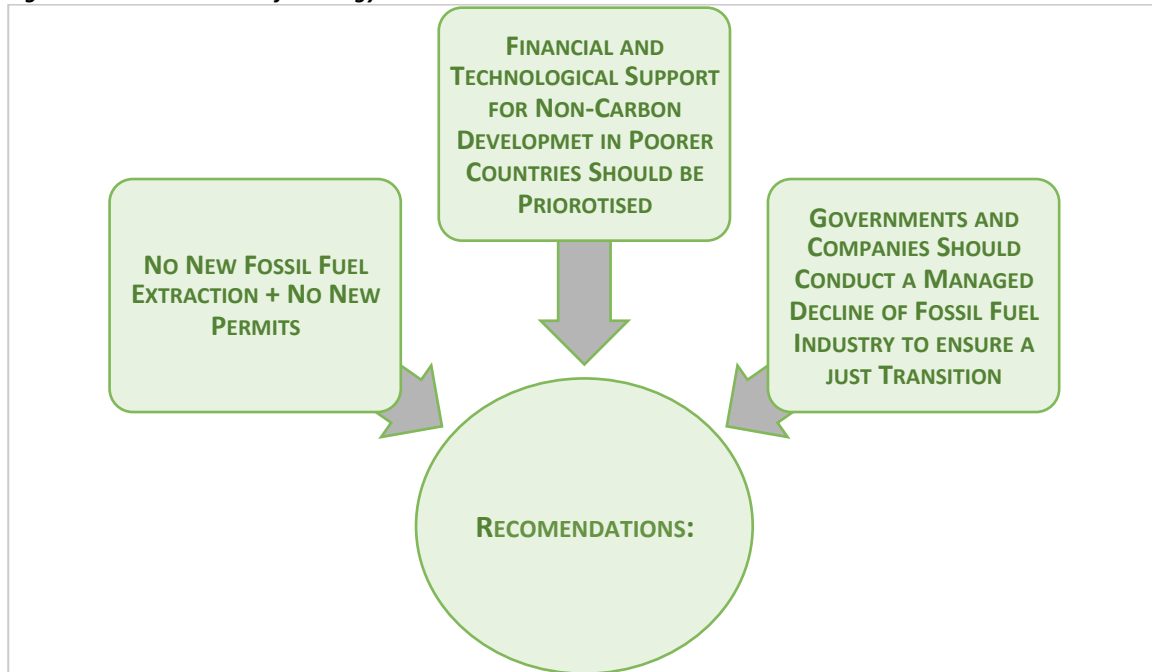 FINANCIAL AND
TECHNOLOGICAL SUPPORT
FOR NON-CARBON
DEVELOPMET IN POORER
COUNTRIES SHOULD BE
PRIOROTISED
NO NEW FOSSIL FUEL
EXTRACTION + NO NEW
PERMITS
GOVERNMENTS AND
COMPANIES SHOULD
CONDUCT A MANAGED
DECLINE OF FOSSIL FUEL
INDUSTRY TO ENSURE A
JUST TRANSITION
RECOMENDATIONS: